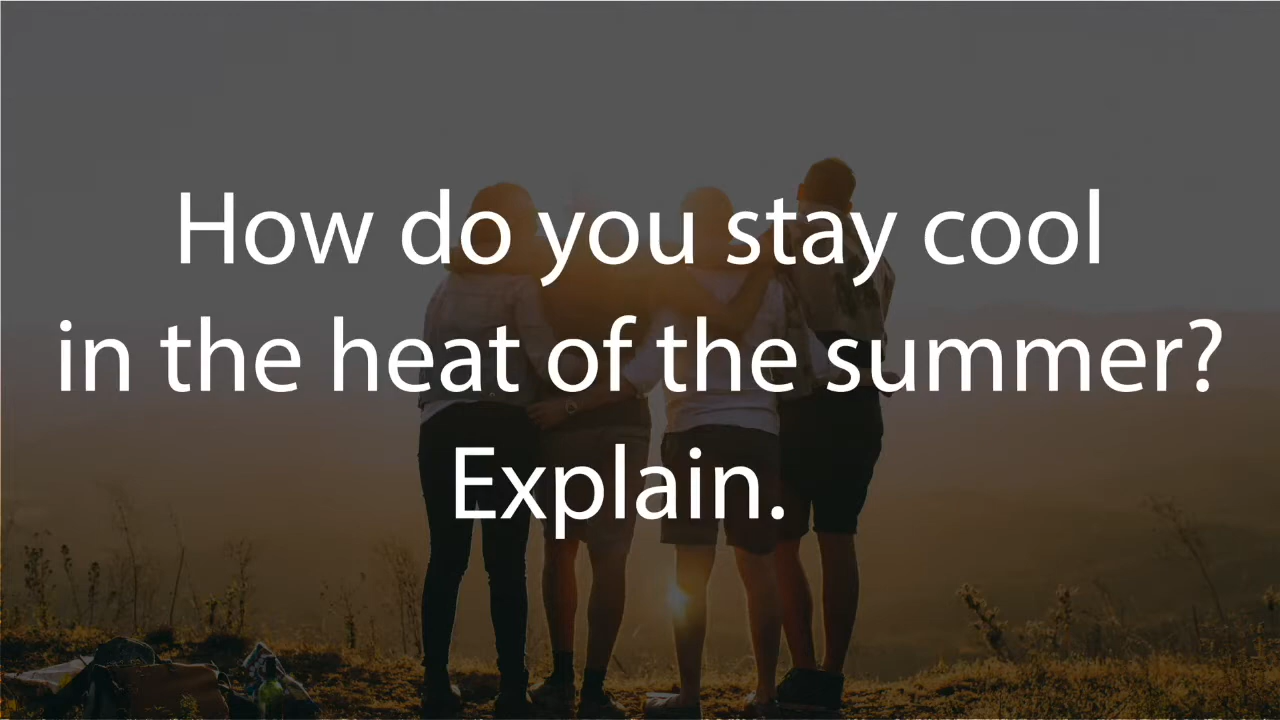 How do you stay cool
in the heat of the summer?
Explain.